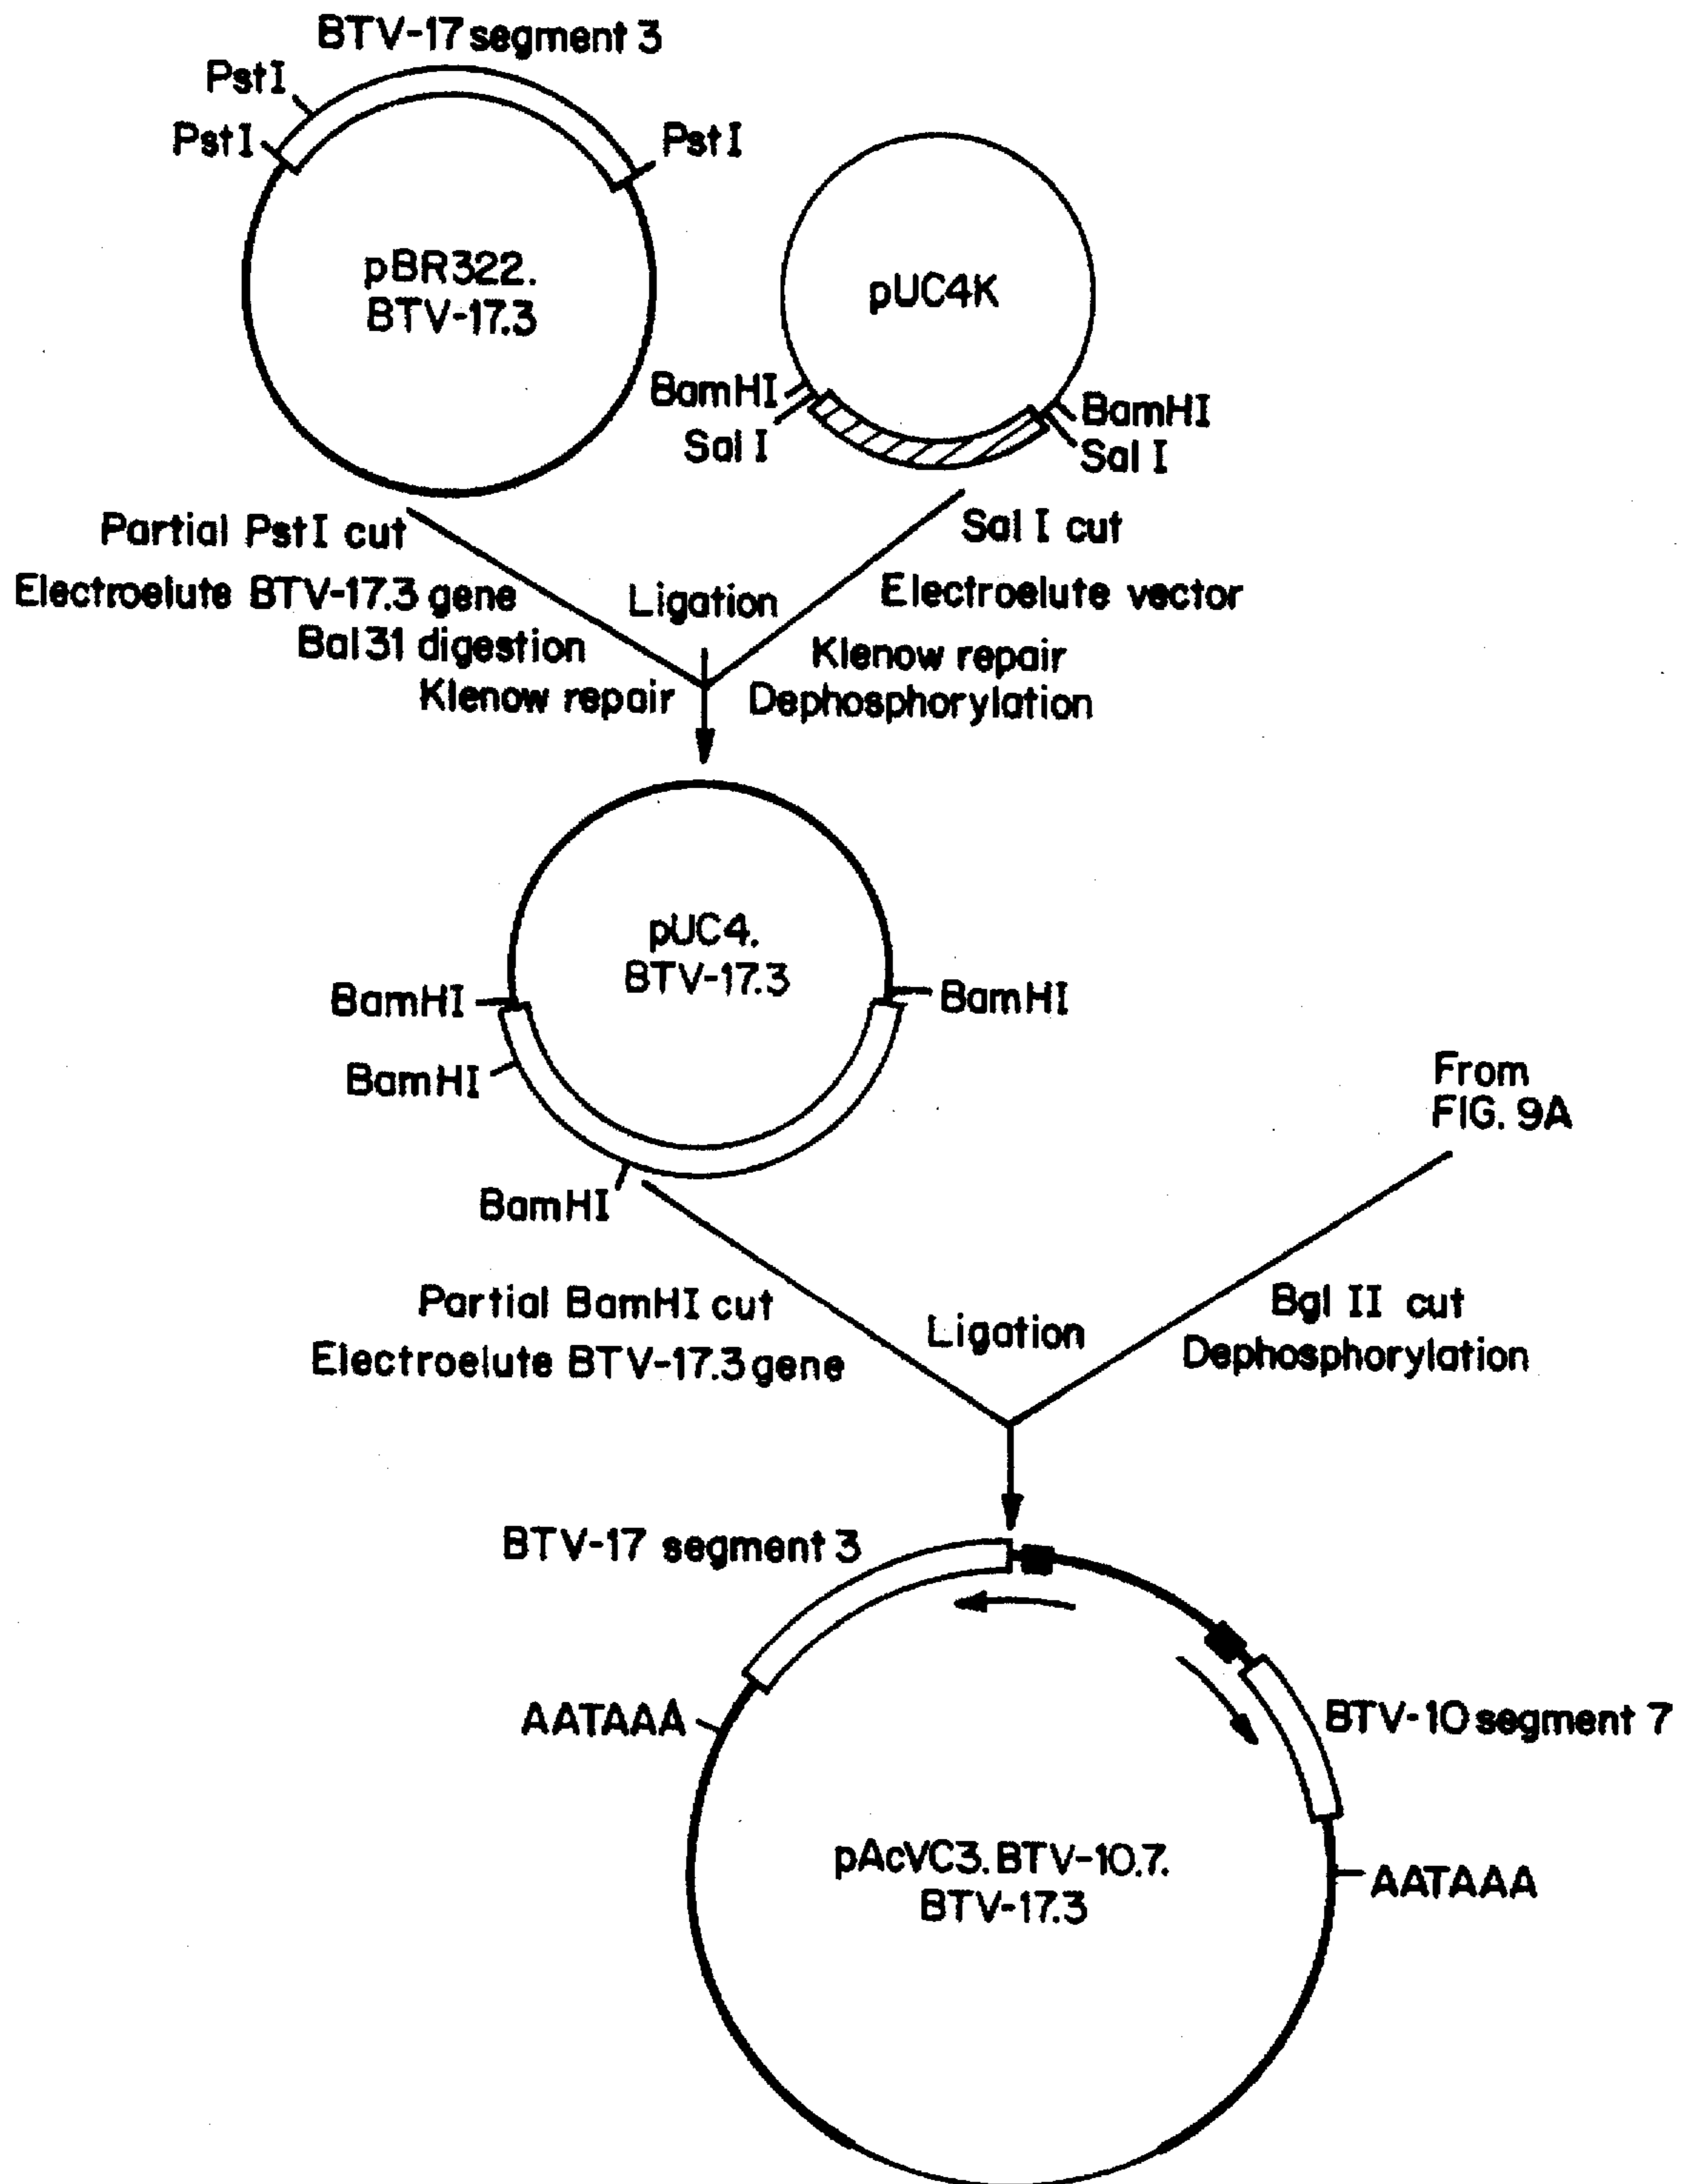 BTV-17 segment 3
PstI
PstI
PstI
pBR322.
BTV-17.3
pUC4K
BamHI
Sal I
BamHI
Sal I
Partial PstI cut
Electroelute BTV-17.3 gene
Bal 31 digestion
Klenow repair
Ligation
Sal I cut
Electroelute vector
Klenow repair
Dephosphorylation
pUC4.
BTV-17.3
BamHI
BamHI
BamHI
BamHI
From
FIG. 9A
Partial BamHI cut
Electroelute BTV-17.3 gene
Ligation
Bgl II cut
Dephosphorylation
BTV-17 segment 3
AATAAA
BTV-10 segment 7
pAcVC3. BTV-10.7.
BTV-17.3
AATAAA